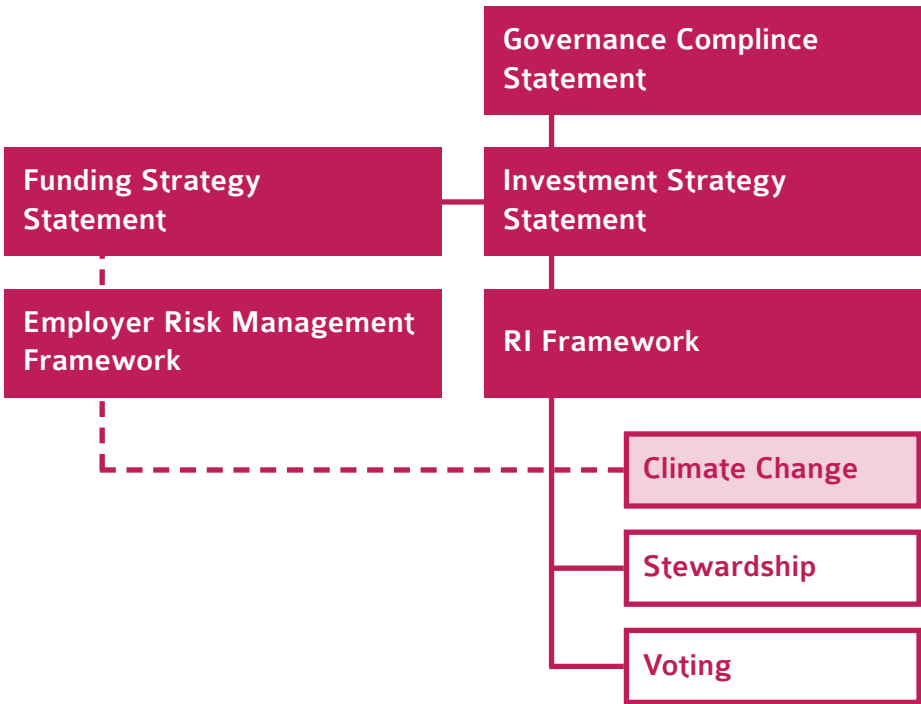 Governance Complince
Statement
Funding Strategy
Statement
Investment Strategy
Statement
Employer Risk Management
Framework
RI Framework
Climate Change
Stewardship
Voting